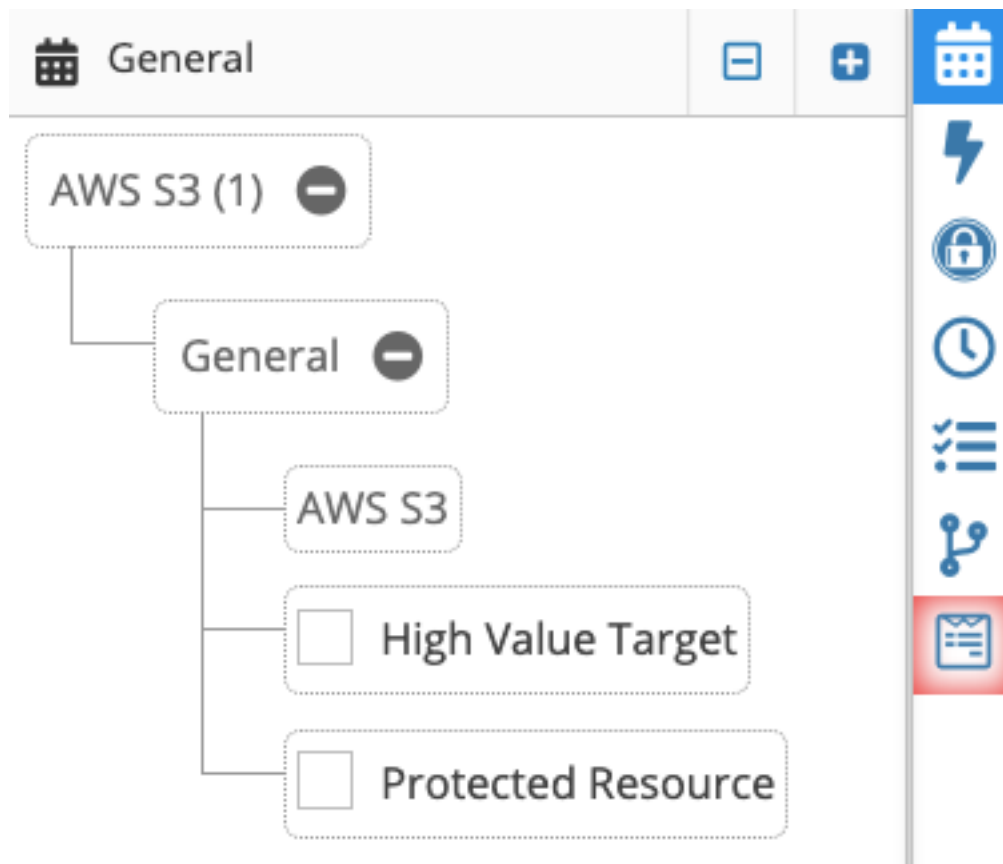 General
AWS S3 (1)
General
AWS S3
High Value Target
Protected Resource